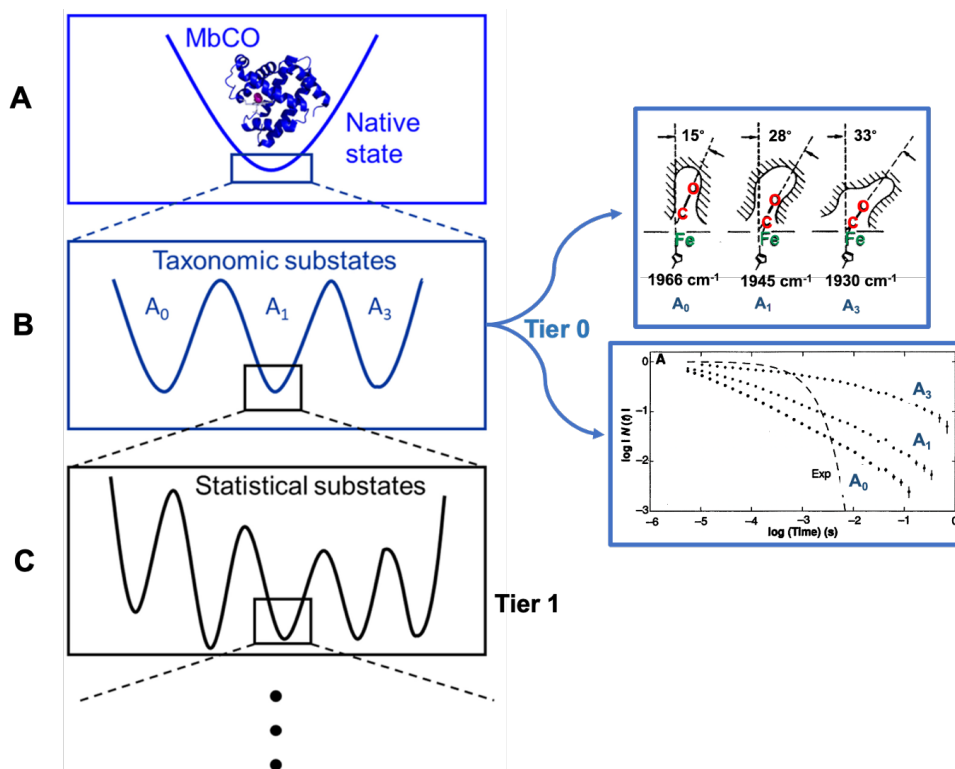 A
MbCO
Native
state
B
Taxonomic substates
A₀ A₁ A₃
Tier 0
C
Statistical substates
Tier 1
15° 28° 33°
O O O
C C C
Fe Fe Fe
1966 cm⁻¹ 1945 cm⁻¹ 1930 cm⁻¹
A₀ A₁ A₃
A
log | N(t) |
0
−1
−2
−3
A₃
A₁
A₀
Exp
−6 −5 −4 −3 −2 −1 0
log (Time) (s)